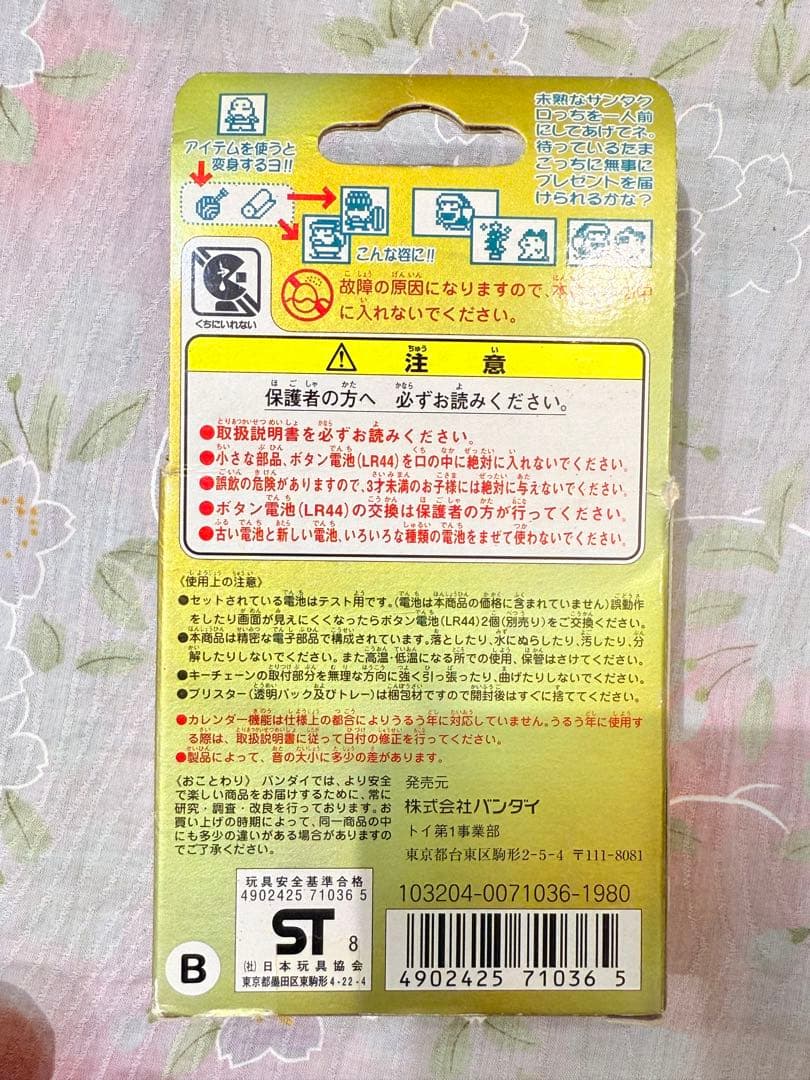 アイテムを使うと
変身するヨ!!
こんな姿に!!
未熟なサンタク
ロっちを一人前
にしてあげてネ。
待っているたま
ごっちに無事に
プレゼントを届
けられるかな?
くちにいれない
故障の原因になりますので、本
に入れないでください。
注意
保護者の方へ 必ずお読みください。
●取扱説明書を必ずお読みください。
●小さな部品、ボタン電池(LR44)を口の中に絶対に入れないでください。
●誤飲の危険がありますので、3才未満のお子様には絶対に与えないでください。
●ボタン電池(LR44)の交換は保護者の方が行ってください。
●古い電池と新しい電池、いろいろな種類の電池をまぜて使わないでください。
〈使用上の注意〉
●セットされている電池はテスト用です。(電池は本商品の価格に含まれていません)誤動作
をしたり画面が見えにくくなったらボタン電池(LR44)2個(別売り)をご交換ください。
●本商品は精密な電子部品で構成されています。落としたり、水にぬらしたり、汚したり、分
解したりしないでください。また高温・低温になる所での使用、保管はさけてください。
●キーチェーンの取付部分を無理な方向に強く引っ張ったり、曲げたりしないでください。
●ブリスター(透明パック及びトレー)は梱包材ですので開封後はすぐに捨ててください。
●カレンダー機能は仕様上の都合によりうるう年に対応していません。うるう年に使用す
る際は、取扱説明書に従って日付の修正を行ってください。
●製品によって、音の大小に多少の差があります。
〈おことわり〉 バンダイでは、より安全
で楽しい商品をお届けするために、常に
研究・調査・改良を行っております。お
買い上げの時期によって、同一商品の中
にも多少の違いがある場合がありますの
でご了承ください。
発売元
株式会社バンダイ
トイ第1事業部
東京都台東区駒形2-5-4 〒111-8081
玩具安全基準合格
4902425 71036 5
ST 8
(社)日本玩具協会
東京都墨田区東駒形4-22-4
B
103204-0071036-1980
4902425 71036 5